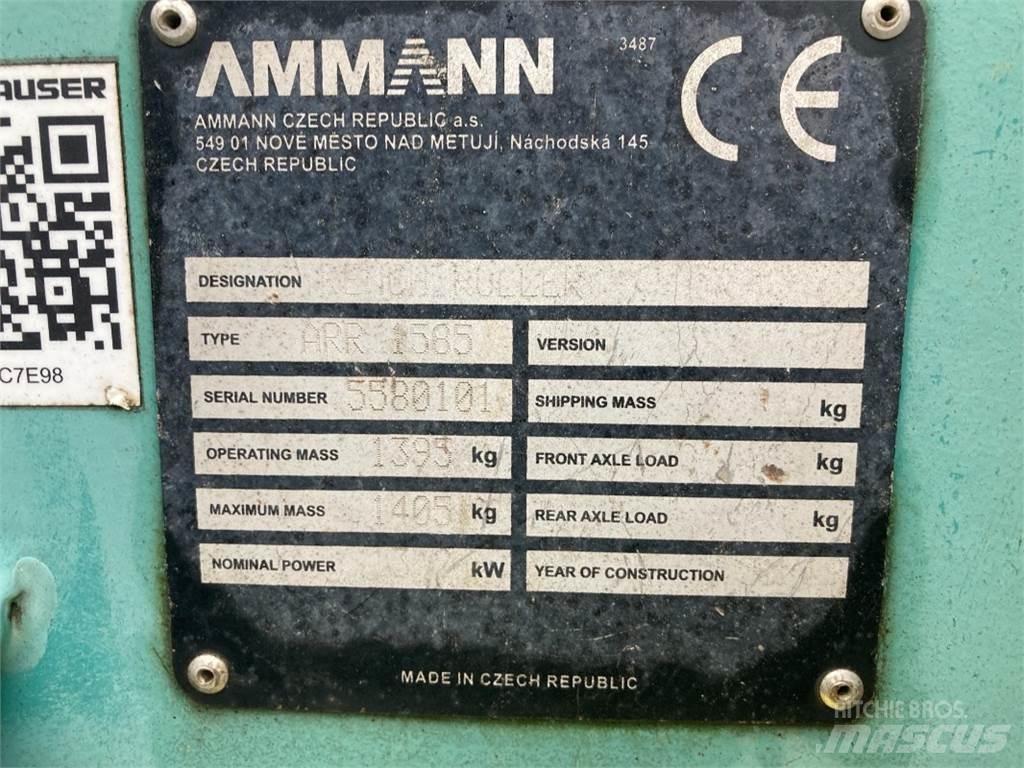 AUSER
C7E98
AMMANN
3487
CE
AMMANN CZECH REPUBLIC a.s.
549 01 NOVÉ MĚSTO NAD METUJÍ, Náchodská 145
CZECH REPUBLIC
DESIGNATION ROLLER
TYPE ARR 1585
VERSION
SERIAL NUMBER 5580101
SHIPPING MASS kg
OPERATING MASS 1395 kg
FRONT AXLE LOAD kg
MAXIMUM MASS 1405 kg
REAR AXLE LOAD kg
NOMINAL POWER kW
YEAR OF CONSTRUCTION
MADE IN CZECH REPUBLIC
RITCHIE BROS.
MASCUS